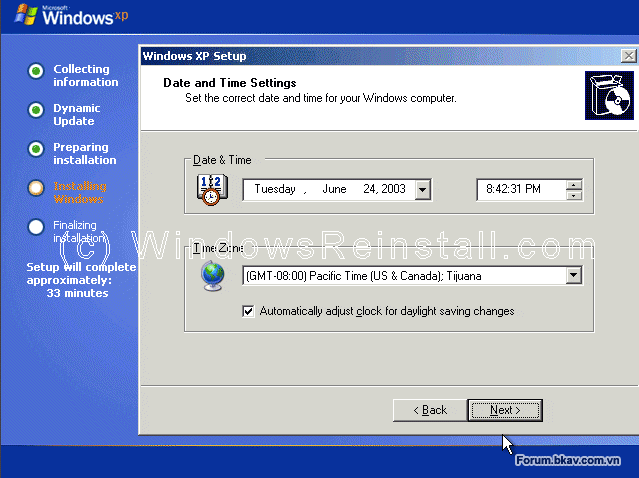 Microsoft
Windows xp
Collecting
information
Dynamic
Update
Preparing
installation
Installing
Windows
Finalizing
installation
Setup will complete
approximately:
33 minutes
Windows XP Setup
Date and Time Settings
Set the correct date and time for your Windows computer.
Date & Time
1 2
Tuesday , June 24, 2003
8:42:31 PM
(c) WindowsReinstall.com
Time Zone
(GMT-08:00) Pacific Time (US & Canada); Tijuana
Automatically adjust clock for daylight saving changes
< Back
Next >
Forum.bkav.com.vn